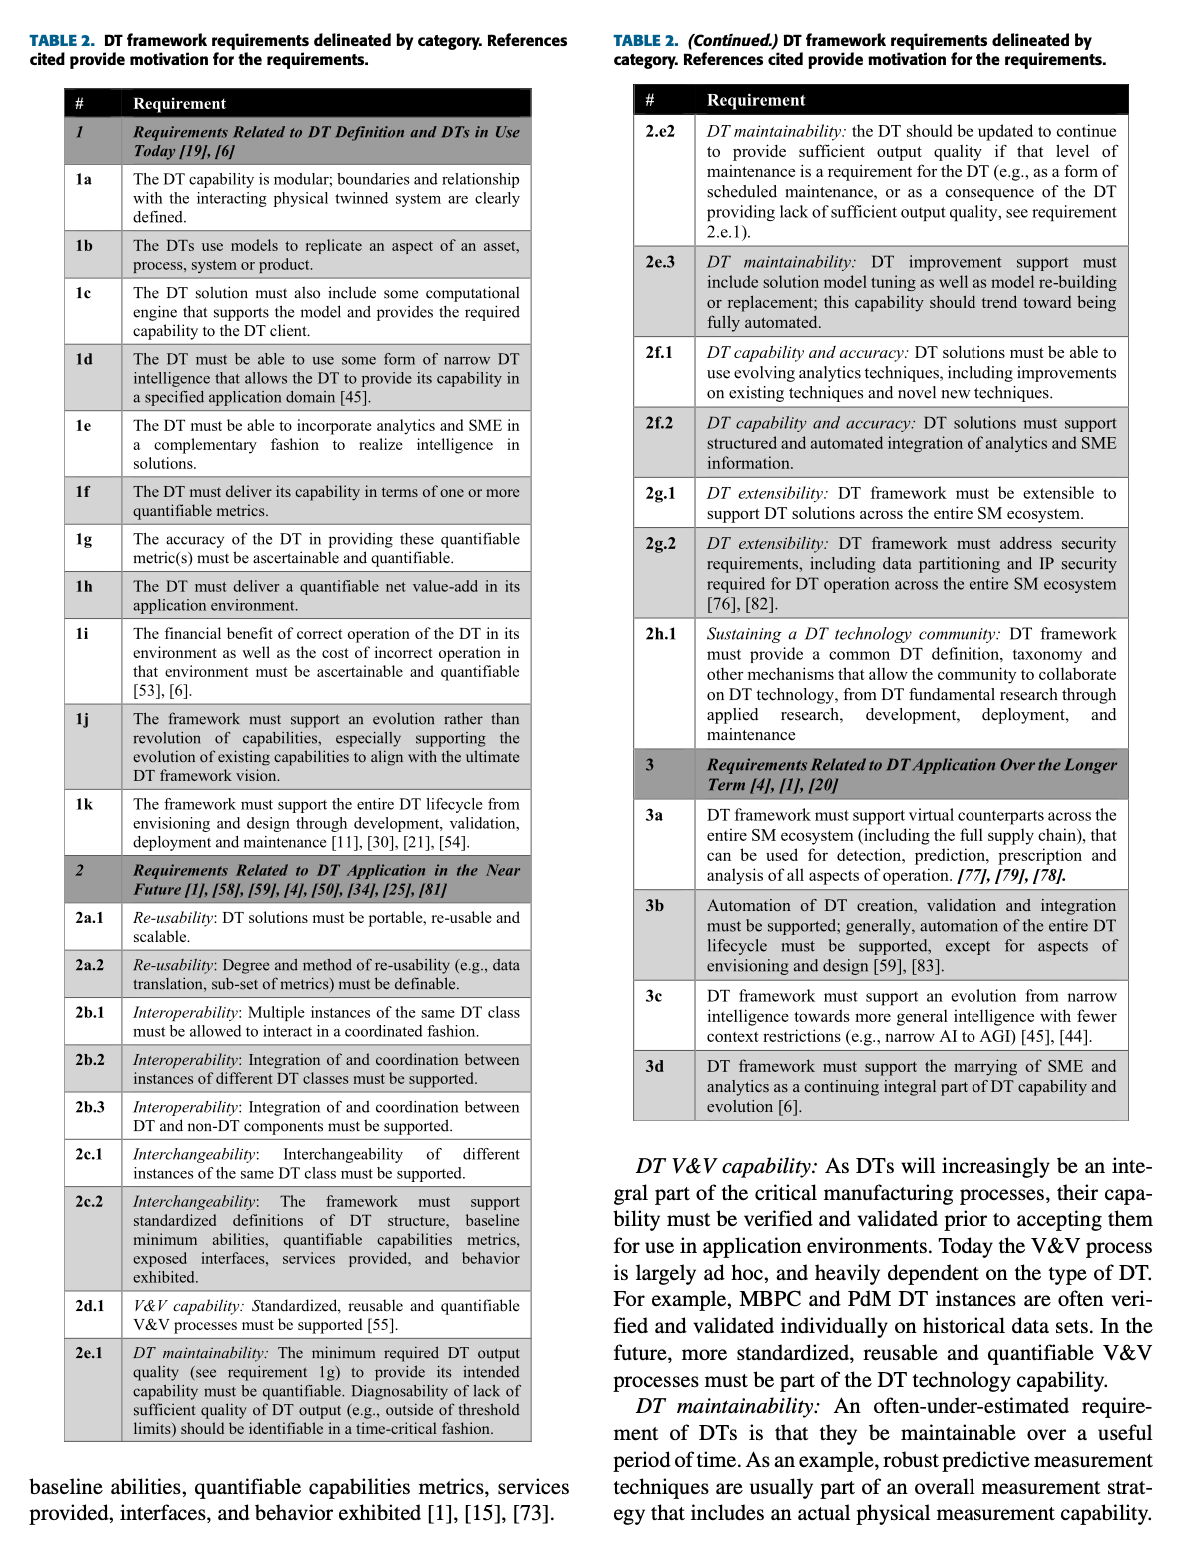 TABLE 2. DT framework requirements delineated by category. References
cited provide motivation for the requirements.
# Requirement
1 Requirements Related to DT Definition and DTs in Use
Today [19], [6]
1a The DT capability is modular; boundaries and relationship
with the interacting physical twinned system are clearly
defined.
1b The DTs use models to replicate an aspect of an asset,
process, system or product.
1c The DT solution must also include some computational
engine that supports the model and provides the required
capability to the DT client.
1d The DT must be able to use some form of narrow DT
intelligence that allows the DT to provide its capability in
a specified application domain [45].
1e The DT must be able to incorporate analytics and SME in
a complementary fashion to realize intelligence in
solutions.
1f The DT must deliver its capability in terms of one or more
quantifiable metrics.
1g The accuracy of the DT in providing these quantifiable
metric(s) must be ascertainable and quantifiable.
1h The DT must deliver a quantifiable net value-add in its
application environment.
1i The financial benefit of correct operation of the DT in its
environment as well as the cost of incorrect operation in
that environment must be ascertainable and quantifiable
[53], [6].
1j The framework must support an evolution rather than
revolution of capabilities, especially supporting the
evolution of existing capabilities to align with the ultimate
DT framework vision.
1k The framework must support the entire DT lifecycle from
envisioning and design through development, validation,
deployment and maintenance [11], [30], [21], [54].
2 Requirements Related to DT Application in the Near
Future [1], [58], [59], [4], [50], [34], [25], [81]
2a.1 Re-usability: DT solutions must be portable, re-usable and
scalable.
2a.2 Re-usability: Degree and method of re-usability (e.g., data
translation, sub-set of metrics) must be definable.
2b.1 Interoperability: Multiple instances of the same DT class
must be allowed to interact in a coordinated fashion.
2b.2 Interoperability: Integration of and coordination between
instances of different DT classes must be supported.
2b.3 Interoperability: Integration of and coordination between
DT and non-DT components must be supported.
2c.1 Interchangeability: Interchangeability of different
instances of the same DT class must be supported.
2c.2 Interchangeability: The framework must support
standardized definitions of DT structure, baseline
minimum abilities, quantifiable capabilities metrics,
exposed interfaces, services provided, and behavior
exhibited.
2d.1 V&V capability: Standardized, reusable and quantifiable
V&V processes must be supported [55].
2e.1 DT maintainability: The minimum required DT output
quality (see requirement 1g) to provide its intended
capability must be quantifiable. Diagnosability of lack of
sufficient quality of DT output (e.g., outside of threshold
limits) should be identifiable in a time-critical fashion.
baseline abilities, quantifiable capabilities metrics, services
provided, interfaces, and behavior exhibited [1], [15], [73].
TABLE 2. (Continued.) DT framework requirements delineated by
category. References cited provide motivation for the requirements.
# Requirement
2.e2 DT maintainability: the DT should be updated to continue
to provide sufficient output quality if that level of
maintenance is a requirement for the DT (e.g., as a form of
scheduled maintenance, or as a consequence of the DT
providing lack of sufficient output quality, see requirement
2.e.1).
2e.3 DT maintainability: DT improvement support must
include solution model tuning as well as model re-building
or replacement; this capability should trend toward being
fully automated.
2f.1 DT capability and accuracy: DT solutions must be able to
use evolving analytics techniques, including improvements
on existing techniques and novel new techniques.
2f.2 DT capability and accuracy: DT solutions must support
structured and automated integration of analytics and SME
information.
2g.1 DT extensibility: DT framework must be extensible to
support DT solutions across the entire SM ecosystem.
2g.2 DT extensibility: DT framework must address security
requirements, including data partitioning and IP security
required for DT operation across the entire SM ecosystem
[76], [82].
2h.1 Sustaining a DT technology community: DT framework
must provide a common DT definition, taxonomy and
other mechanisms that allow the community to collaborate
on DT technology, from DT fundamental research through
applied research, development, deployment, and
maintenance
3 Requirements Related to DT Application Over the Longer
Term [4], [1], [20]
3a DT framework must support virtual counterparts across the
entire SM ecosystem (including the full supply chain), that
can be used for detection, prediction, prescription and
analysis of all aspects of operation. [77], [79], [78].
3b Automation of DT creation, validation and integration
must be supported; generally, automation of the entire DT
lifecycle must be supported, except for aspects of
envisioning and design [59], [83].
3c DT framework must support an evolution from narrow
intelligence towards more general intelligence with fewer
context restrictions (e.g., narrow AI to AGI) [45], [44].
3d DT framework must support the marrying of SME and
analytics as a continuing integral part of DT capability and
evolution [6].
DT V&V capability: As DTs will increasingly be an inte-
gral part of the critical manufacturing processes, their capa-
bility must be verified and validated prior to accepting them
for use in application environments. Today the V&V process
is largely ad hoc, and heavily dependent on the type of DT.
For example, MBPC and PdM DT instances are often veri-
fied and validated individually on historical data sets. In the
future, more standardized, reusable and quantifiable V&V
processes must be part of the DT technology capability.
DT maintainability: An often-under-estimated require-
ment of DTs is that they be maintainable over a useful
period of time. As an example, robust predictive measurement
techniques are usually part of an overall measurement strat-
egy that includes an actual physical measurement capability.